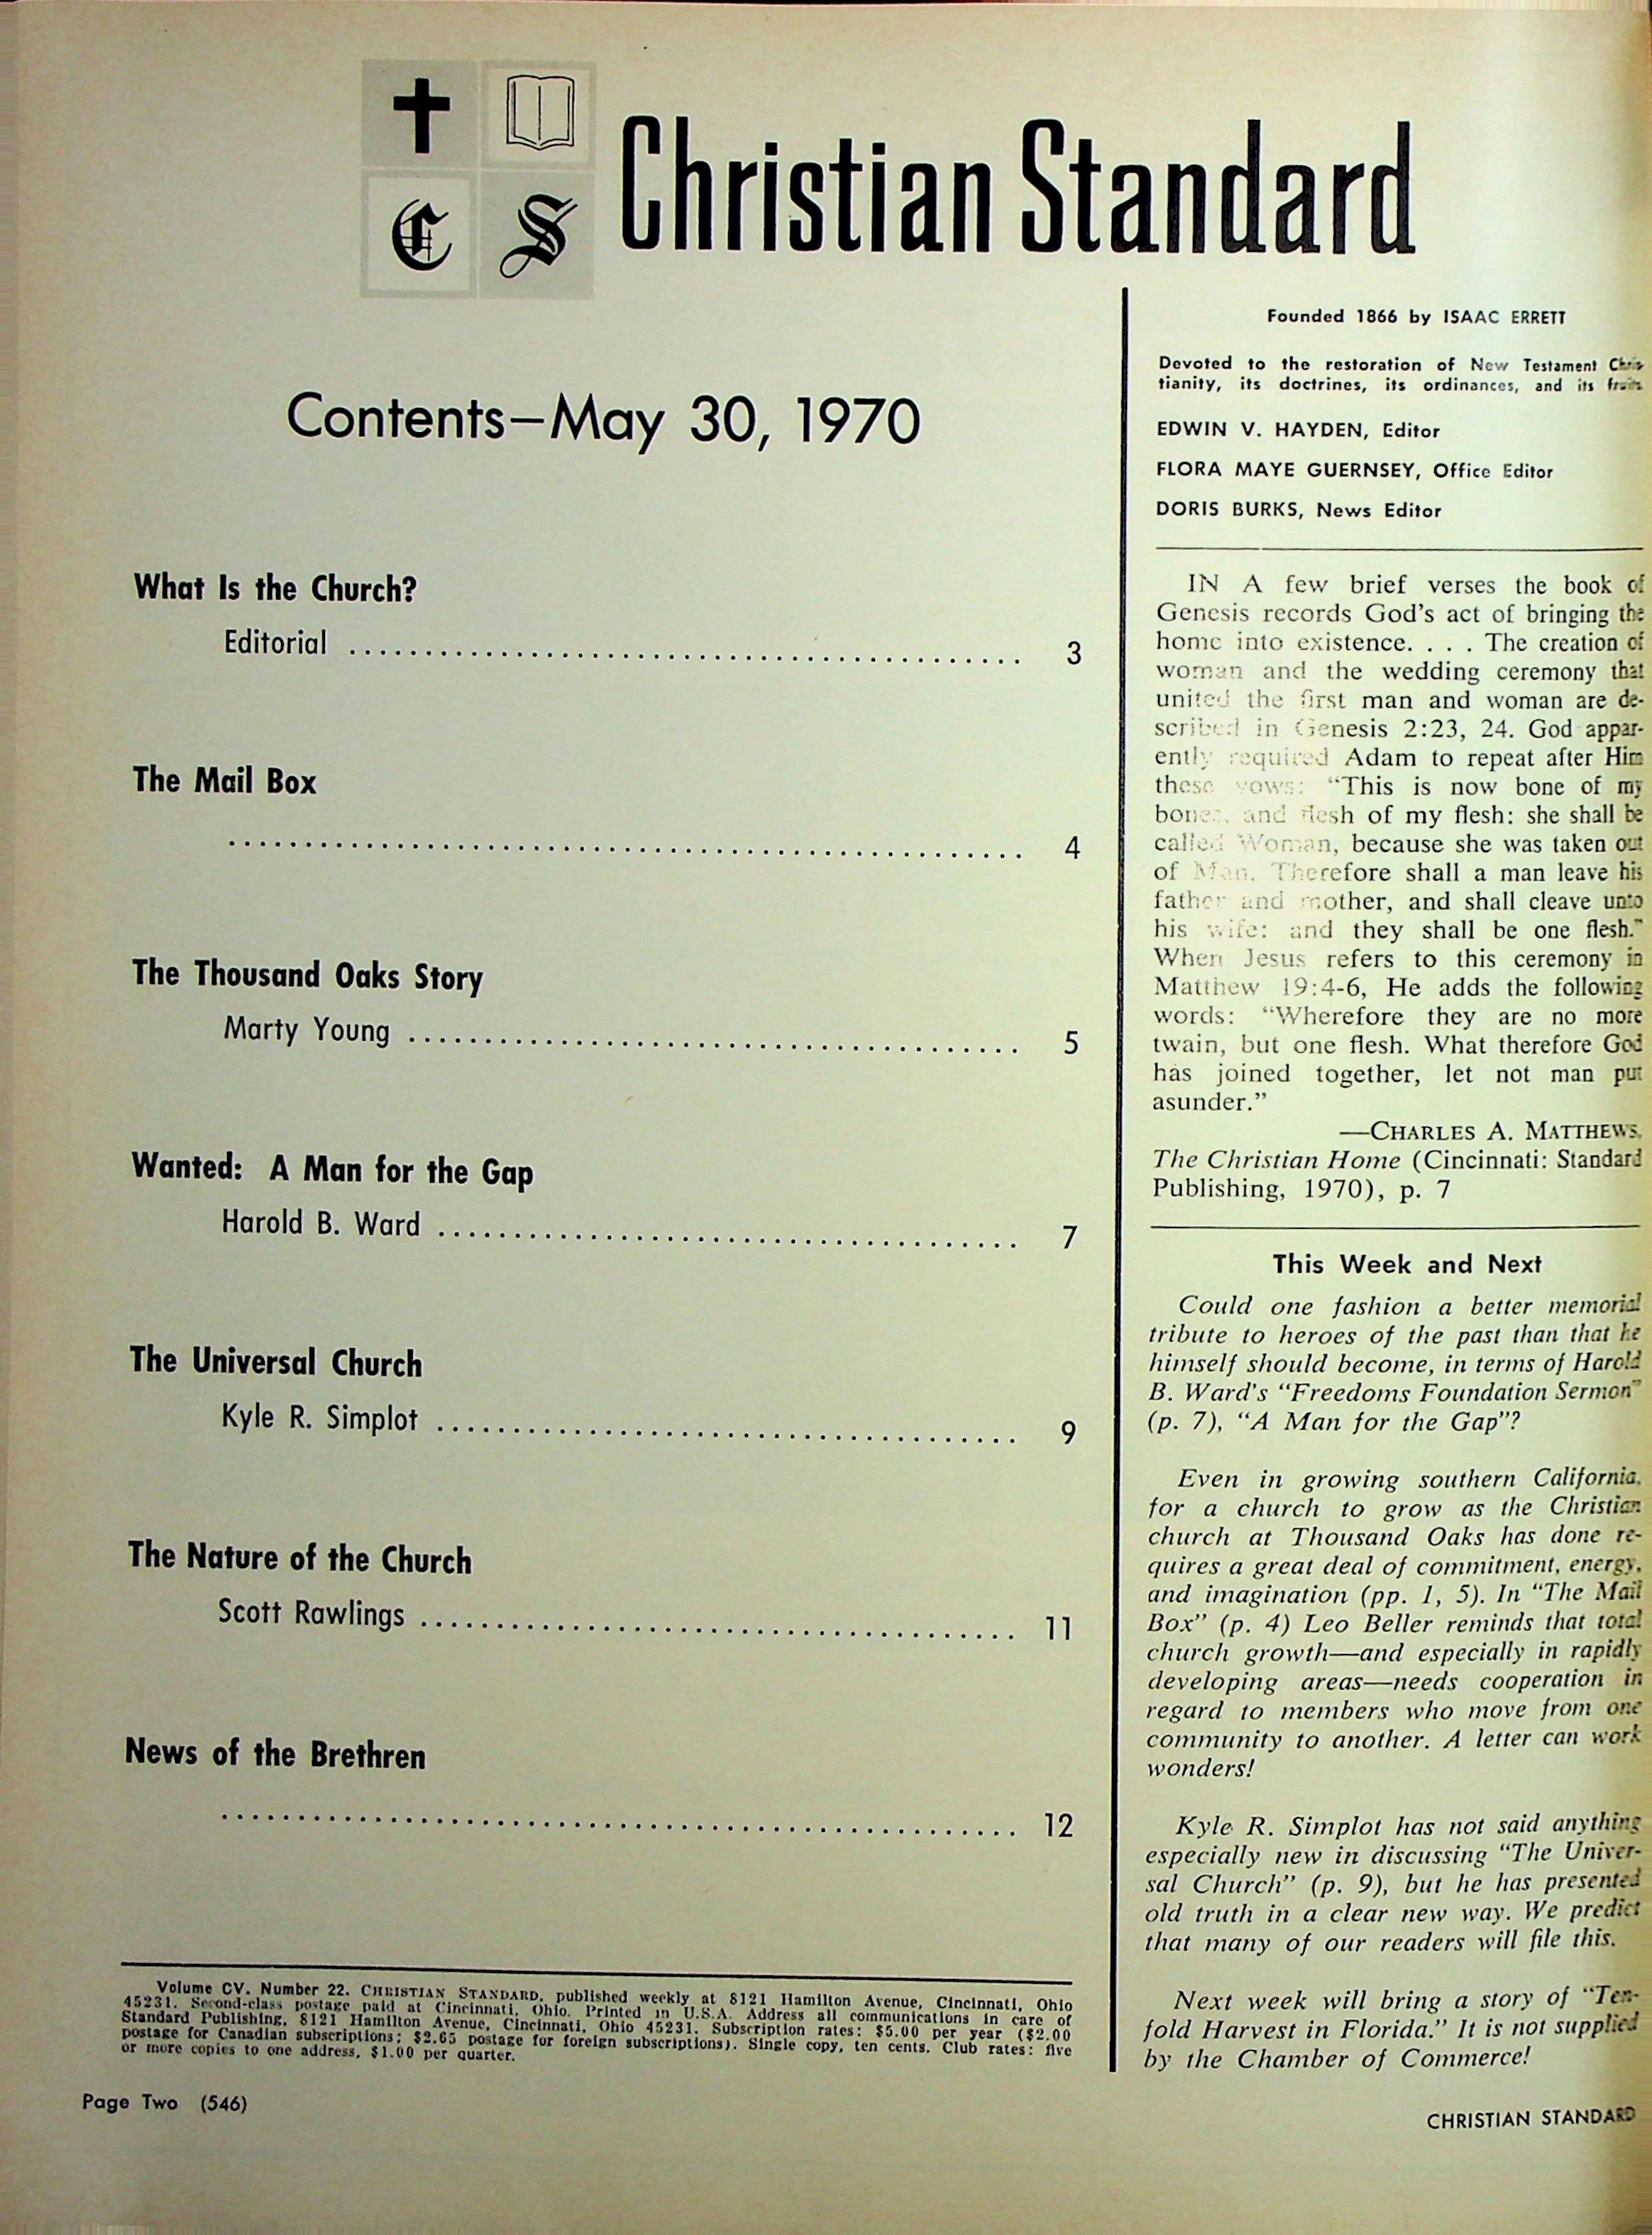 C S Christian Standard
Contents—May 30, 1970
What Is the Church?
Editorial ............................................. 3
The Mail Box
..................................................... 4
The Thousand Oaks Story
Marty Young ......................................... 5
Wanted: A Man for the Gap
Harold B. Ward ....................................... 7
The Universal Church
Kyle R. Simplot ....................................... 9
The Nature of the Church
Scott Rawlings ........................................ 11
News of the Brethren
..................................................... 12
Volume CV. Number 22. CHRISTIAN STANDARD, published weekly at 8121 Hamilton Avenue, Cincinnati, Ohio
45231. Second-class postage paid at Cincinnati, Ohio. Printed in U.S.A. Address all communications in care of
Standard Publishing, 8121 Hamilton Avenue, Cincinnati, Ohio 45231. Subscription rates: $5.00 per year ($2.00
postage for Canadian subscriptions; $2.65 postage for foreign subscriptions). Single copy, ten cents. Club rates: five
or more copies to one address, $1.00 per quarter.
Page Two (546)
Founded 1866 by ISAAC ERRETT
Devoted to the restoration of New Testament Chris-
tianity, its doctrines, its ordinances, and its fruits
EDWIN V. HAYDEN, Editor
FLORA MAYE GUERNSEY, Office Editor
DORIS BURKS, News Editor
IN A few brief verses the book of
Genesis records God's act of bringing the
home into existence. . . . The creation of
woman and the wedding ceremony that
united the first man and woman are de-
scribed in Genesis 2:23, 24. God appar-
ently required Adam to repeat after Him
these vows: "This is now bone of my
bones, and flesh of my flesh: she shall be
called Woman, because she was taken out
of Man. Therefore shall a man leave his
father and mother, and shall cleave unto
his wife: and they shall be one flesh."
When Jesus refers to this ceremony in
Matthew 19:4-6, He adds the following
words: "Wherefore they are no more
twain, but one flesh. What therefore God
has joined together, let not man put
asunder."
—CHARLES A. MATTHEWS,
The Christian Home (Cincinnati: Standard
Publishing, 1970), p. 7
This Week and Next
Could one fashion a better memorial
tribute to heroes of the past than that he
himself should become, in terms of Harold
B. Ward's "Freedoms Foundation Sermon"
(p. 7), "A Man for the Gap"?
Even in growing southern California,
for a church to grow as the Christian
church at Thousand Oaks has done re-
quires a great deal of commitment, energy,
and imagination (pp. 1, 5). In "The Mail
Box" (p. 4) Leo Beller reminds that total
church growth—and especially in rapidly
developing areas—needs cooperation in
regard to members who move from one
community to another. A letter can work
wonders!
Kyle R. Simplot has not said anything
especially new in discussing "The Univer-
sal Church" (p. 9), but he has presented
old truth in a clear new way. We predict
that many of our readers will file this.
Next week will bring a story of "Ten-
fold Harvest in Florida." It is not supplied
by the Chamber of Commerce!
CHRISTIAN STANDARD